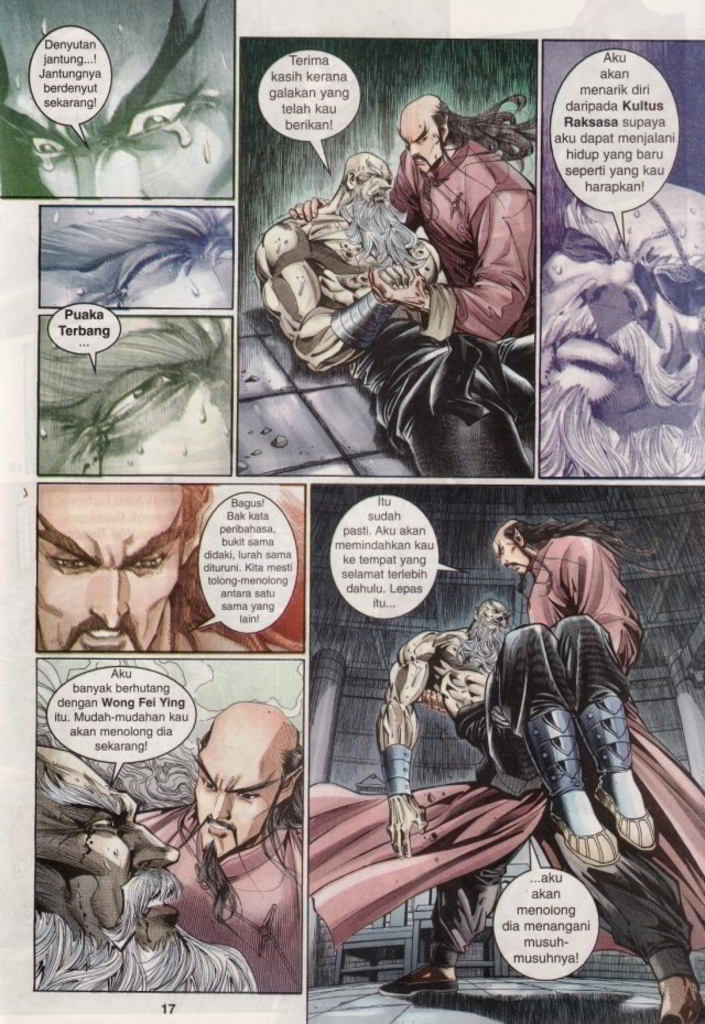 Denyutan
jantung...!
Jantungnya
berdenyut
sekarang!
Puaka
Terbang
...
Terima
kasih kerana
galakan yang
telah kau
berikan!
Aku
akan
menarik diri
daripada Kultus
Raksasa supaya
aku dapat menjalani
hidup yang baru
seperti yang kau
harapkan!
Bagus!
Bak kata
peribahasa,
bukit sama
didaki, lurah sama
dituruni. Kita mesti
tolong-menolong
antara satu
sama yang
lain!
Aku
banyak berhutang
dengan Wong Fei Ying
itu. Mudah-mudahan kau
akan menolong dia
sekarang!
Itu
sudah
pasti. Aku akan
memindahkan kau
ke tempat yang
selamat terlebih
dahulu. Lepas
itu...
...aku
akan
menolong
dia menangani
musuh-
musuhnya!
17